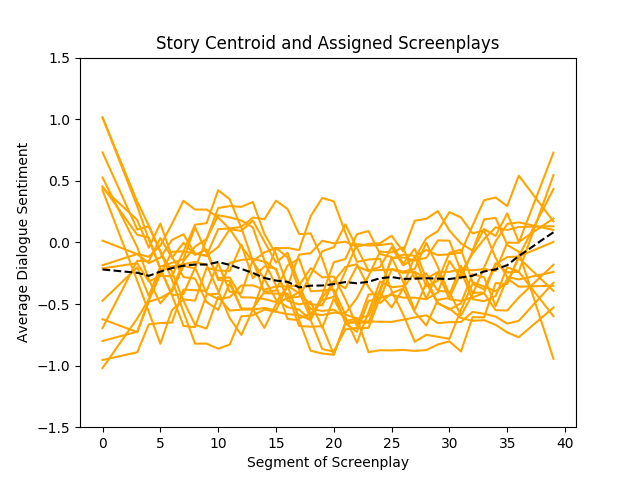 Story Centroid and Assigned Screenplays
1.5
1.0
0.5
0.0
−0.5
−1.0
−1.5
Average Dialogue Sentiment
0 5 10 15 20 25 30 35 40
Segment of Screenplay